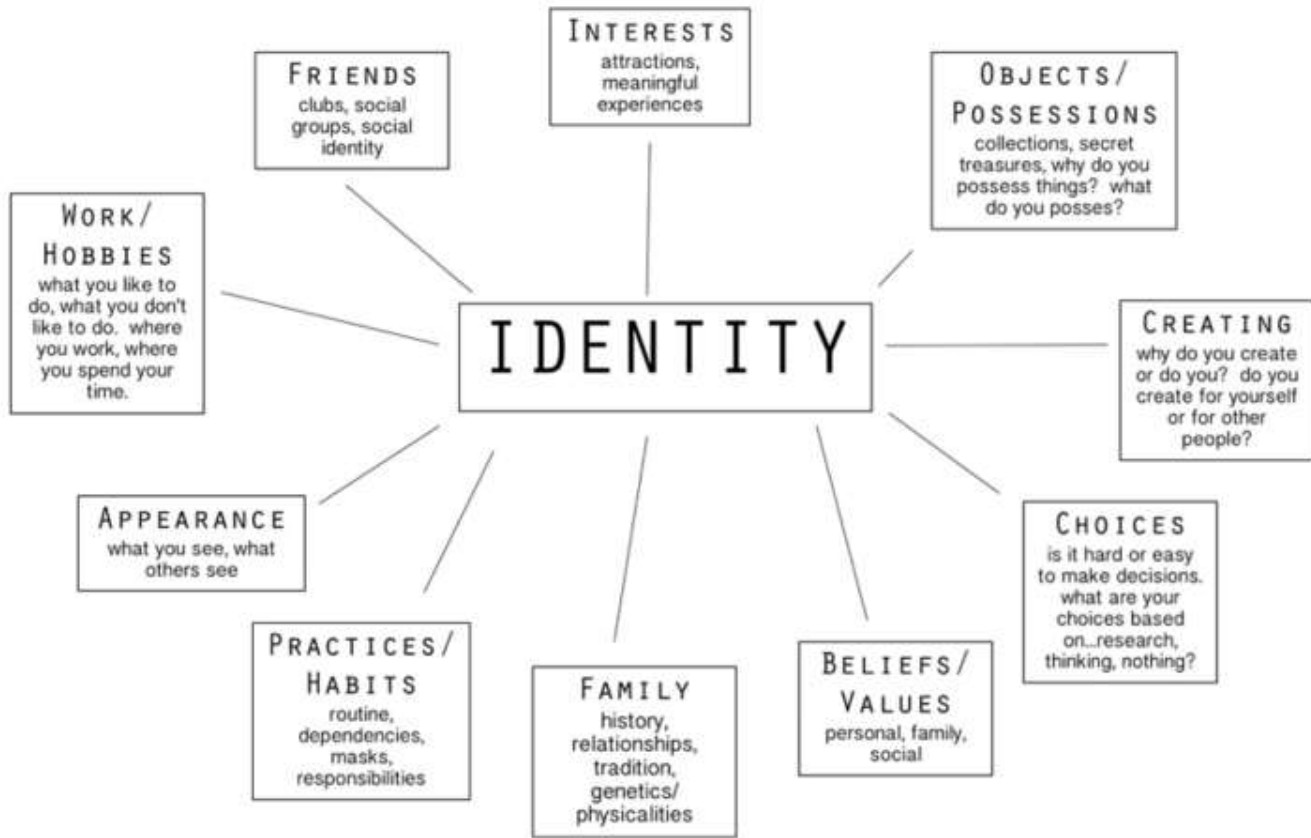 INTERESTS
attractions,
meaningful
experiences
FRIENDS
clubs, social
groups, social
identity
OBJECTS/
POSSESSIONS
collections, secret
treasures, why do you
possess things? what
do you posses?
WORK/
HOBBIES
what you like to
do, what you don't
like to do. where
you work, where
you spend your
time.
IDENTITY
CREATING
why do you create
or do you? do you
create for yourself
or for other
people?
APPEARANCE
what you see, what
others see
CHOICES
is it hard or easy
to make decisions.
what are your
choices based
on...research,
thinking, nothing?
PRACTICES/
HABITS
routine,
dependencies,
masks,
responsibilities
FAMILY
history,
relationships,
tradition,
genetics/
physicalities
BELIEFS/
VALUES
personal, family,
social